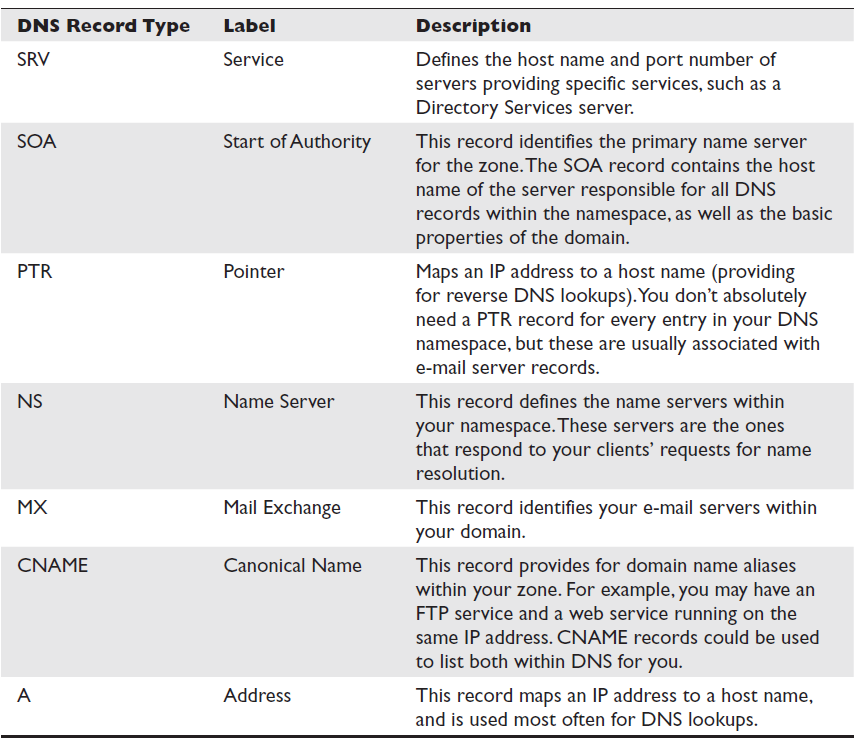 DNS Record Type Label Description
SRV Service Defines the host name and port number of
servers providing specific services, such as a
Directory Services server.
SOA Start of Authority This record identifies the primary name server
for the zone. The SOA record contains the host
name of the server responsible for all DNS
records within the namespace, as well as the basic
properties of the domain.
PTR Pointer Maps an IP address to a host name (providing
for reverse DNS lookups). You don't absolutely
need a PTR record for every entry in your DNS
namespace, but these are usually associated with
e-mail server records.
NS Name Server This record defines the name servers within
your namespace. These servers are the ones
that respond to your clients' requests for name
resolution.
MX Mail Exchange This record identifies your e-mail servers within
your domain.
CNAME Canonical Name This record provides for domain name aliases
within your zone. For example, you may have an
FTP service and a web service running on the
same IP address. CNAME records could be used
to list both within DNS for you.
A Address This record maps an IP address to a host name,
and is used most often for DNS lookups.